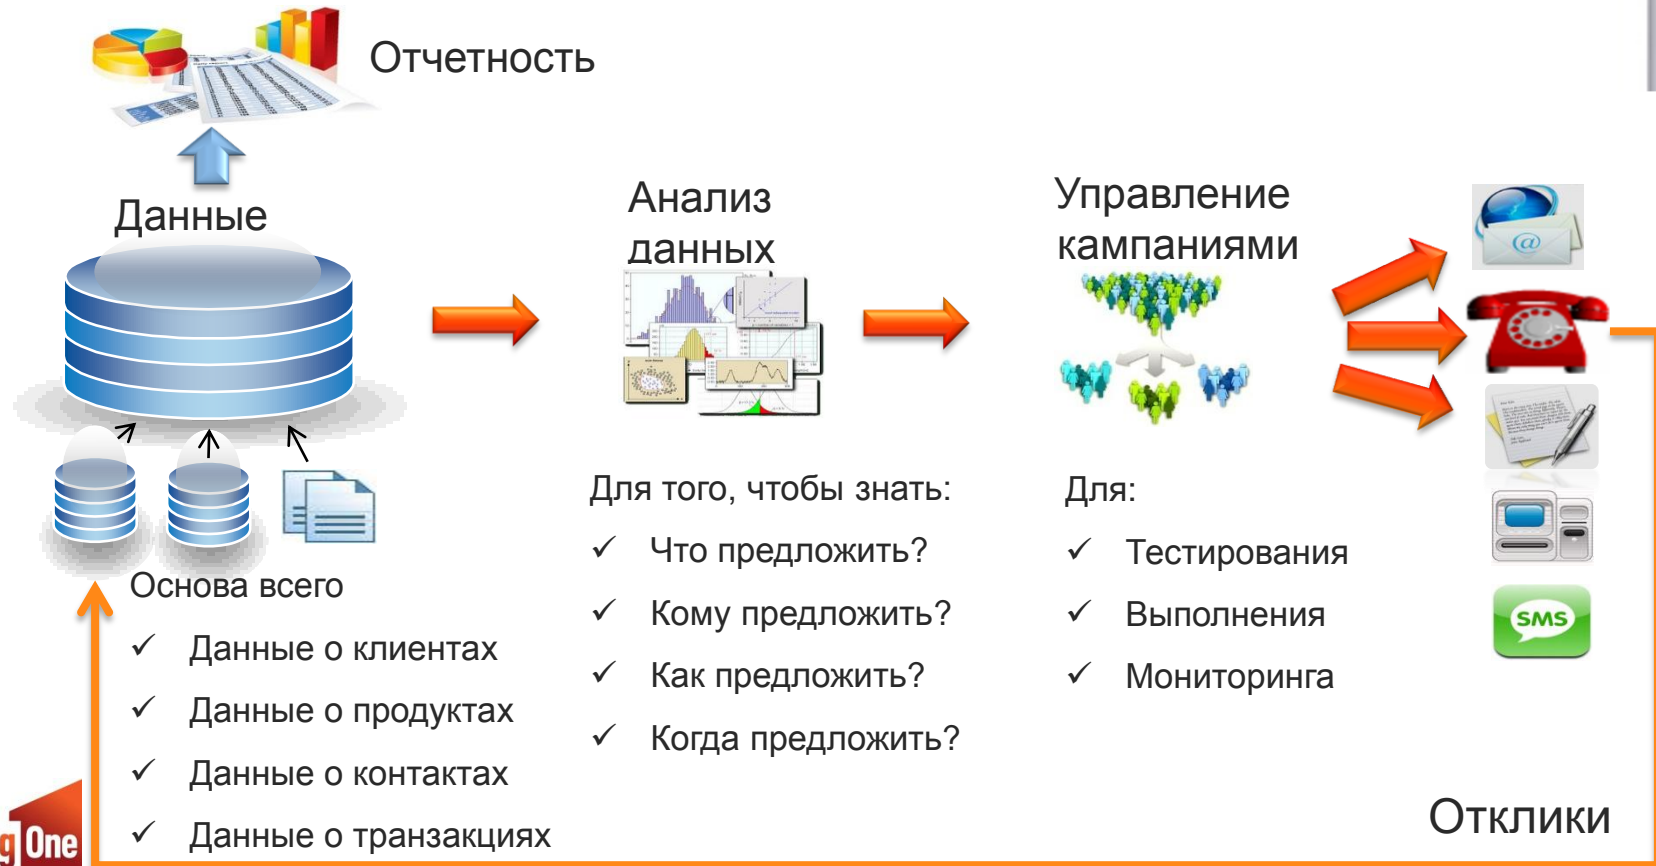 Отчетность
Данные
Анализ
данных
Управление
кампаниями
@
Основа всего
✓ Данные о клиентах
✓ Данные о продуктах
✓ Данные о контактах
✓ Данные о транзакциях
Для того, чтобы знать:
✓ Что предложить?
✓ Кому предложить?
✓ Как предложить?
✓ Когда предложить?
Для:
✓ Тестирования
✓ Выполнения
✓ Мониторинга
SMS
Отклики
g One